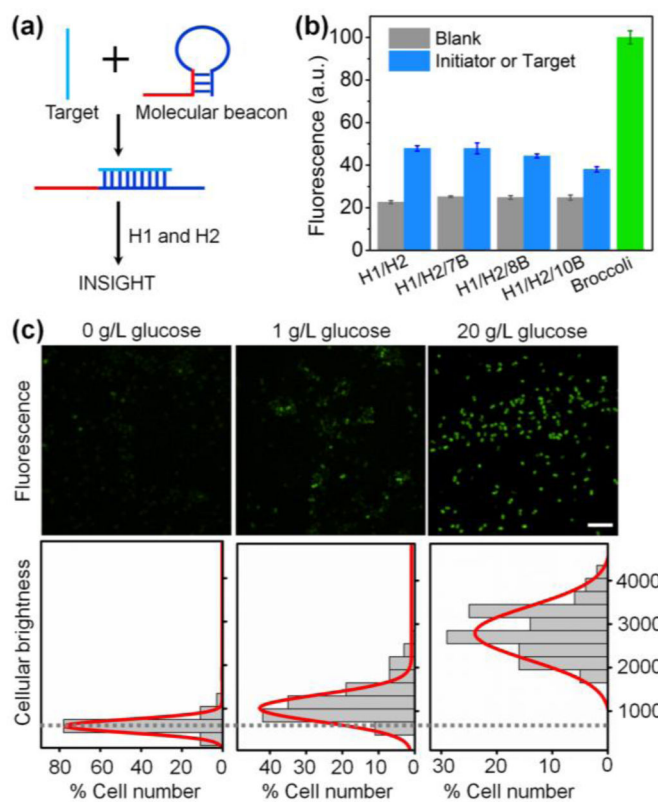 (a)
Target
Molecular beacon
H1 and H2
INSIGHT
(b)
Fluorescence (a.u.)
100
80
60
40
20
0
Blank
Initiator or Target
H1/H2
H1/H2/7B
H1/H2/8B
H1/H2/10B
Broccoli
(c)
0 g/L glucose
1 g/L glucose
20 g/L glucose
Fluorescence
Cellular brightness
4000
3000
2000
1000
80 60 40 20 0
40 30 20 10 0
30 20 10 0
% Cell number
% Cell number
% Cell number